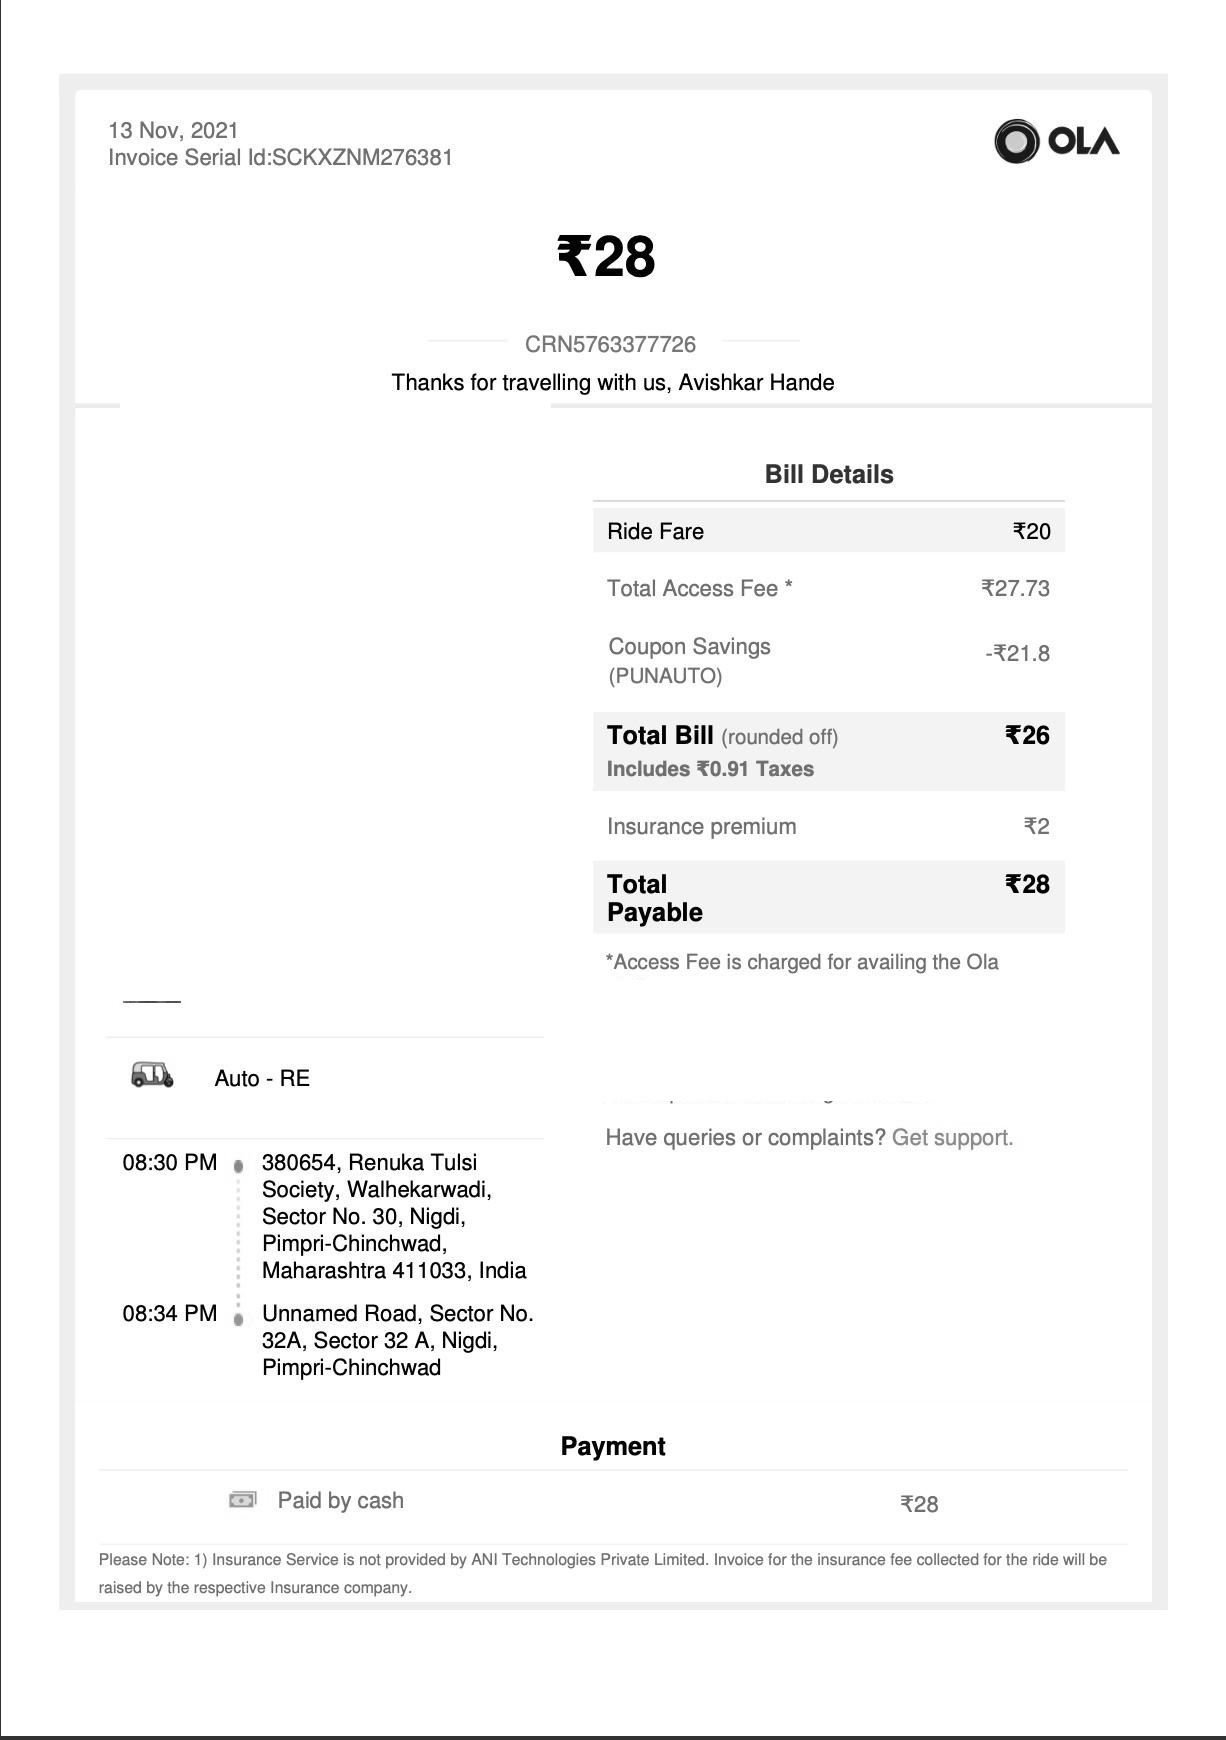 13 Nov, 2021
Invoice Serial Id:SCKXZNM276381
OLA
₹28
CRN5763377726
Thanks for travelling with us, Avishkar Hande
Bill Details
Ride Fare ₹20
Total Access Fee * ₹27.73
Coupon Savings -₹21.8
(PUNAUTO)
Total Bill (rounded off) ₹26
Includes ₹0.91 Taxes
Insurance premium ₹2
Total ₹28
Payable
*Access Fee is charged for availing the Ola
Auto - RE
Have queries or complaints? Get support.
08:30 PM 380654, Renuka Tulsi
Society, Walhekarwadi,
Sector No. 30, Nigdi,
Pimpri-Chinchwad,
Maharashtra 411033, India
08:34 PM Unnamed Road, Sector No.
32A, Sector 32 A, Nigdi,
Pimpri-Chinchwad
Payment
Paid by cash ₹28
Please Note: 1) Insurance Service is not provided by ANI Technologies Private Limited. Invoice for the insurance fee collected for the ride will be
raised by the respective Insurance company.